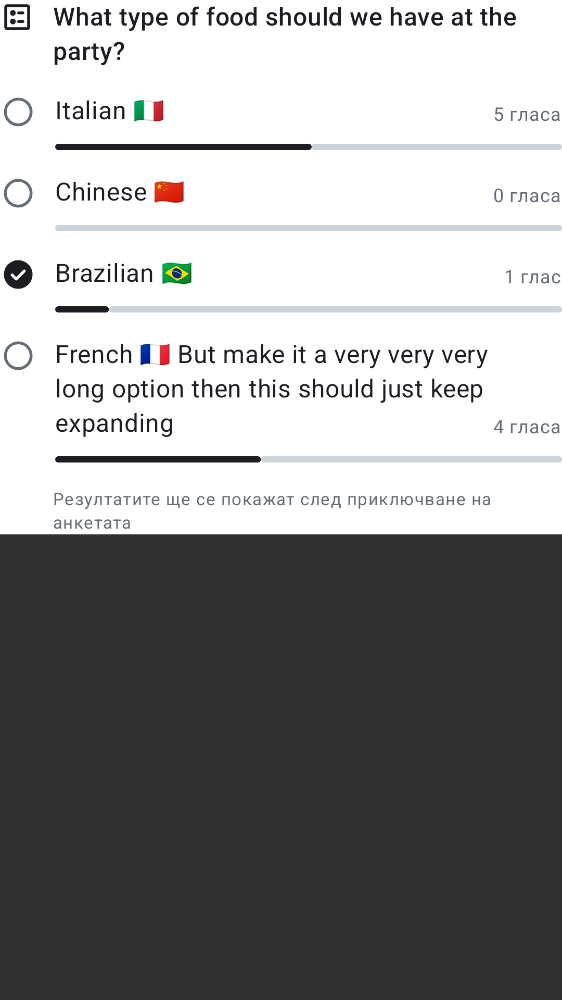 What type of food should we have at the
party?
Italian 🇮🇹
5 гласа
Chinese 🇨🇳
0 гласа
Brazilian 🇧🇷
1 глас
French 🇫🇷 But make it a very very very
long option then this should just keep
expanding
4 гласа
Резултатите ще се покажат след приключване на
анкетата